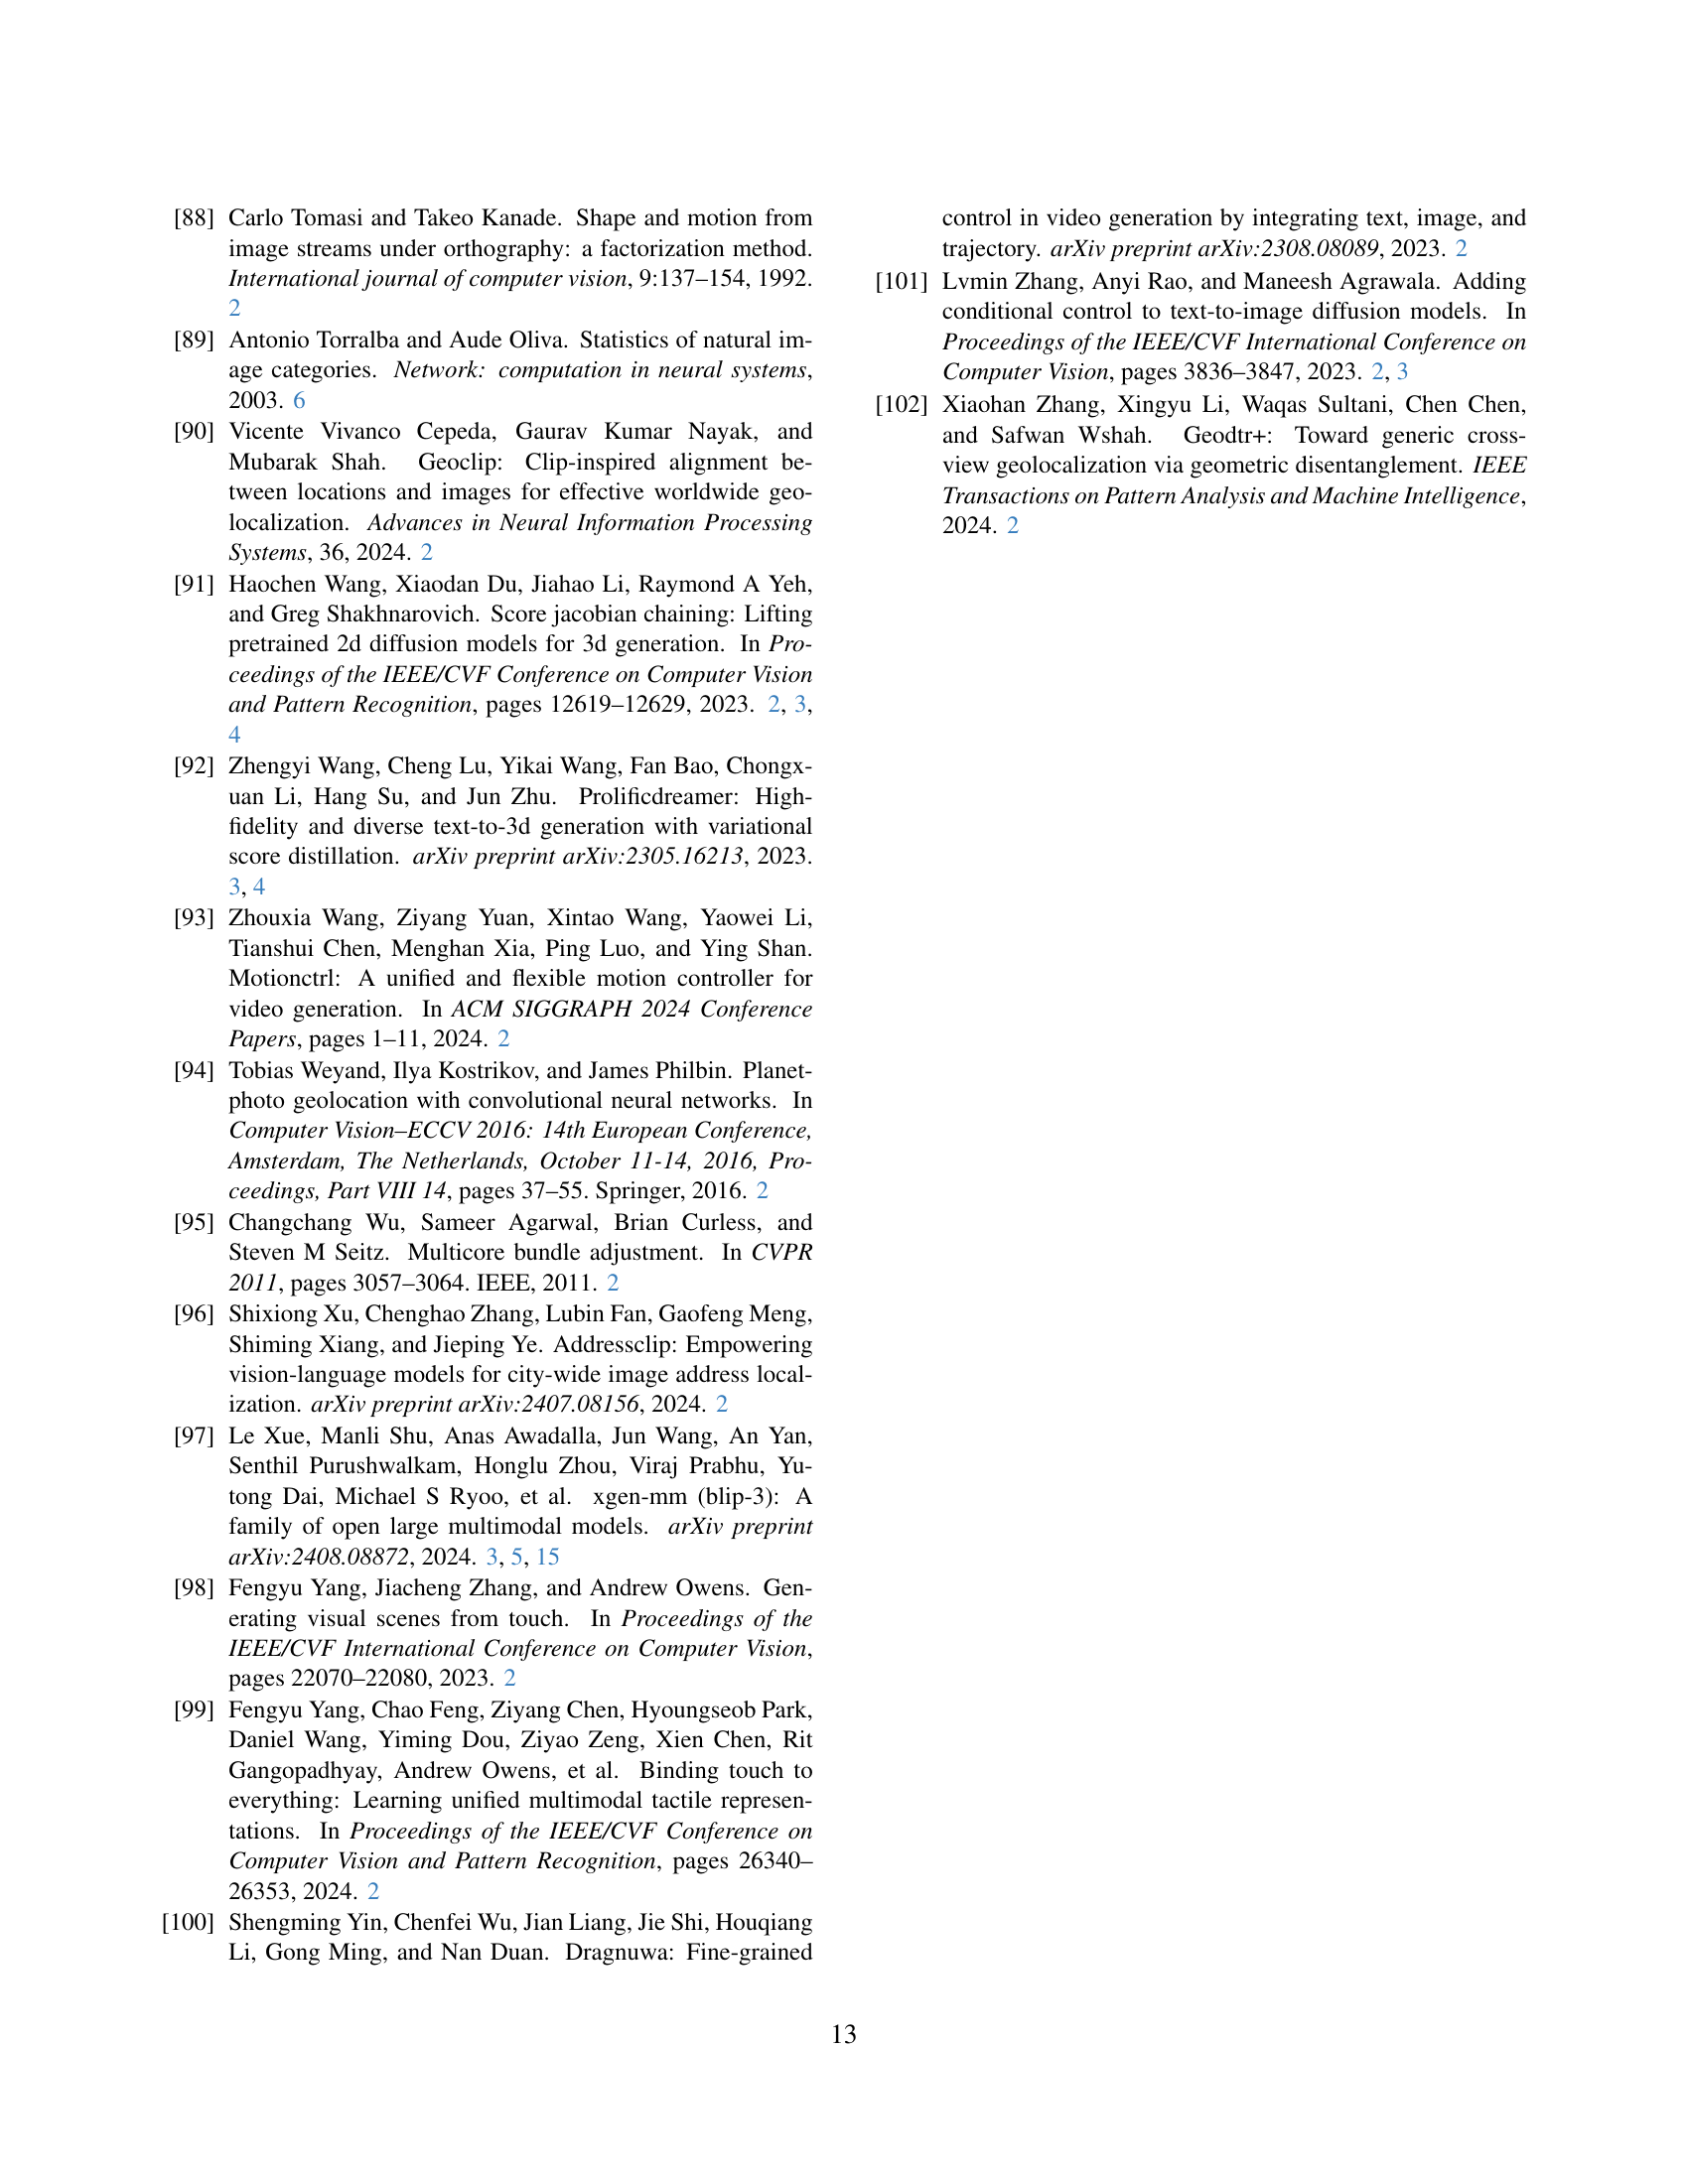 [88] Carlo Tomasi and Takeo Kanade. Shape and motion from
image streams under orthography: a factorization method.
International journal of computer vision, 9:137–154, 1992.
2
[89] Antonio Torralba and Aude Oliva. Statistics of natural im-
age categories. Network: computation in neural systems,
2003. 6
[90] Vicente Vivanco Cepeda, Gaurav Kumar Nayak, and
Mubarak Shah. Geoclip: Clip-inspired alignment be-
tween locations and images for effective worldwide geo-
localization. Advances in Neural Information Processing
Systems, 36, 2024. 2
[91] Haochen Wang, Xiaodan Du, Jiahao Li, Raymond A Yeh,
and Greg Shakhnarovich. Score jacobian chaining: Lifting
pretrained 2d diffusion models for 3d generation. In Pro-
ceedings of the IEEE/CVF Conference on Computer Vision
and Pattern Recognition, pages 12619–12629, 2023. 2, 3,
4
[92] Zhengyi Wang, Cheng Lu, Yikai Wang, Fan Bao, Chongx-
uan Li, Hang Su, and Jun Zhu. Prolificdreamer: High-
fidelity and diverse text-to-3d generation with variational
score distillation. arXiv preprint arXiv:2305.16213, 2023.
3, 4
[93] Zhouxia Wang, Ziyang Yuan, Xintao Wang, Yaowei Li,
Tianshui Chen, Menghan Xia, Ping Luo, and Ying Shan.
Motionctrl: A unified and flexible motion controller for
video generation. In ACM SIGGRAPH 2024 Conference
Papers, pages 1–11, 2024. 2
[94] Tobias Weyand, Ilya Kostrikov, and James Philbin. Planet-
photo geolocation with convolutional neural networks. In
Computer Vision–ECCV 2016: 14th European Conference,
Amsterdam, The Netherlands, October 11-14, 2016, Pro-
ceedings, Part VIII 14, pages 37–55. Springer, 2016. 2
[95] Changchang Wu, Sameer Agarwal, Brian Curless, and
Steven M Seitz. Multicore bundle adjustment. In CVPR
2011, pages 3057–3064. IEEE, 2011. 2
[96] Shixiong Xu, Chenghao Zhang, Lubin Fan, Gaofeng Meng,
Shiming Xiang, and Jieping Ye. Addressclip: Empowering
vision-language models for city-wide image address local-
ization. arXiv preprint arXiv:2407.08156, 2024. 2
[97] Le Xue, Manli Shu, Anas Awadalla, Jun Wang, An Yan,
Senthil Purushwalkam, Honglu Zhou, Viraj Prabhu, Yu-
tong Dai, Michael S Ryoo, et al. xgen-mm (blip-3): A
family of open large multimodal models. arXiv preprint
arXiv:2408.08872, 2024. 3, 5, 15
[98] Fengyu Yang, Jiacheng Zhang, and Andrew Owens. Gen-
erating visual scenes from touch. In Proceedings of the
IEEE/CVF International Conference on Computer Vision,
pages 22070–22080, 2023. 2
[99] Fengyu Yang, Chao Feng, Ziyang Chen, Hyoungseob Park,
Daniel Wang, Yiming Dou, Ziyao Zeng, Xien Chen, Rit
Gangopadhyay, Andrew Owens, et al. Binding touch to
everything: Learning unified multimodal tactile represen-
tations. In Proceedings of the IEEE/CVF Conference on
Computer Vision and Pattern Recognition, pages 26340–
26353, 2024. 2
[100] Shengming Yin, Chenfei Wu, Jian Liang, Jie Shi, Houqiang
Li, Gong Ming, and Nan Duan. Dragnuwa: Fine-grained
control in video generation by integrating text, image, and
trajectory. arXiv preprint arXiv:2308.08089, 2023. 2
[101] Lvmin Zhang, Anyi Rao, and Maneesh Agrawala. Adding
conditional control to text-to-image diffusion models. In
Proceedings of the IEEE/CVF International Conference on
Computer Vision, pages 3836–3847, 2023. 2, 3
[102] Xiaohan Zhang, Xingyu Li, Waqas Sultani, Chen Chen,
and Safwan Wshah. Geodtr+: Toward generic cross-
view geolocalization via geometric disentanglement. IEEE
Transactions on Pattern Analysis and Machine Intelligence,
2024. 2
13